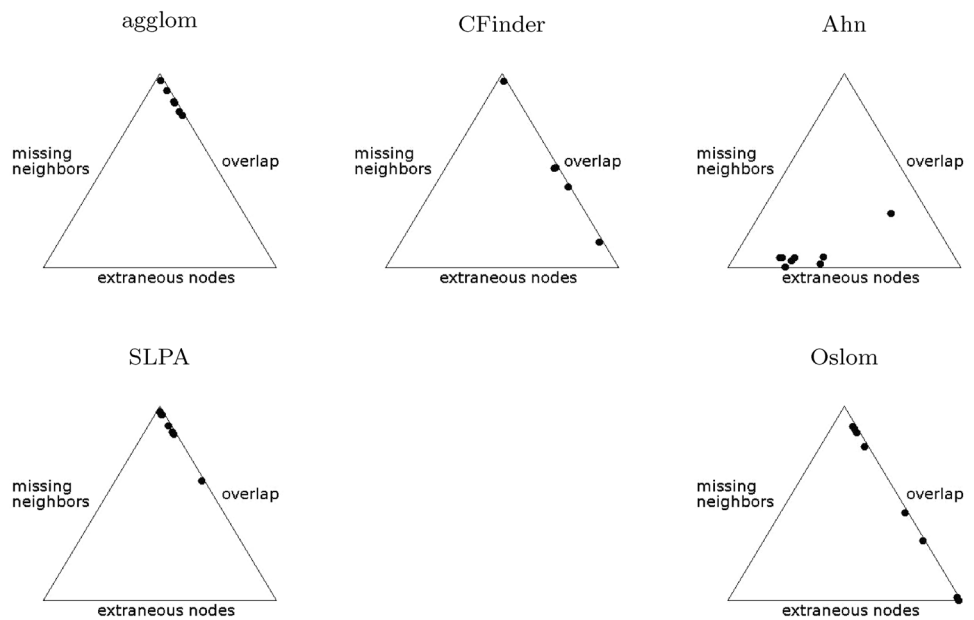 agglom
CFinder
Ahn
missing
neighbors
overlap
extraneous nodes
missing
neighbors
overlap
extraneous nodes
missing
neighbors
overlap
extraneous nodes
SLPA
Oslom
missing
neighbors
overlap
extraneous nodes
missing
neighbors
overlap
extraneous nodes